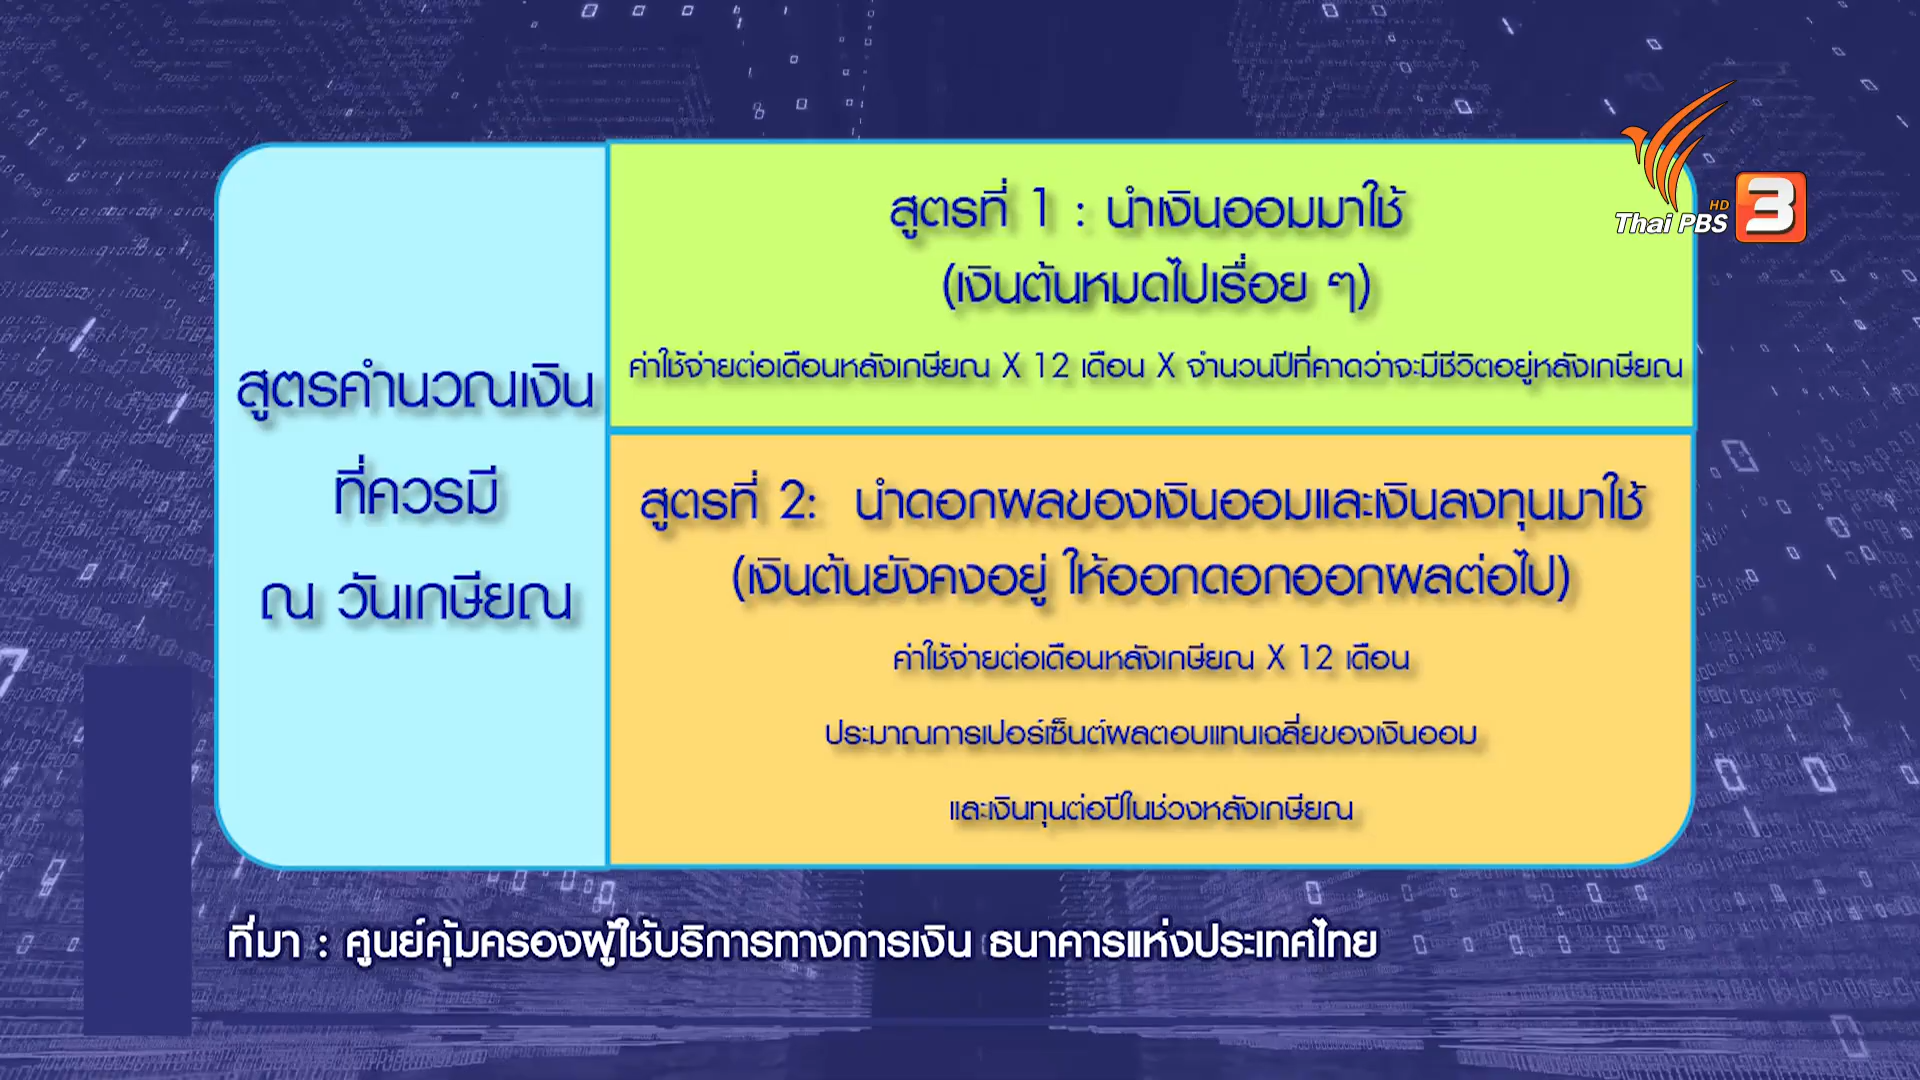 สูตรคำนวณเงิน
ที่ควรมี
ณ วันเกษียณ
สูตรที่ 1 : นำเงินออมมาใช้
(เงินต้นหมดไปเรื่อย ๆ)
ค่าใช้จ่ายต่อเดือนหลังเกษียณ X 12 เดือน X จำนวนปีที่คาดว่าจะมีชีวิตอยู่หลังเกษียณ
สูตรที่ 2: นำดอกผลของเงินออมและเงินลงทุนมาใช้
(เงินต้นยังคงอยู่ ให้ออกดอกออกผลต่อไป)
ค่าใช้จ่ายต่อเดือนหลังเกษียณ X 12 เดือน
ประมาณการเปอร์เซ็นต์ผลตอบแทนเฉลี่ยของเงินออม
และเงินทุนต่อปีในช่วงหลังเกษียณ
ที่มา : ศูนย์คุ้มครองผู้ใช้บริการทางการเงิน ธนาคารแห่งประเทศไทย
Thai PBS HD 3